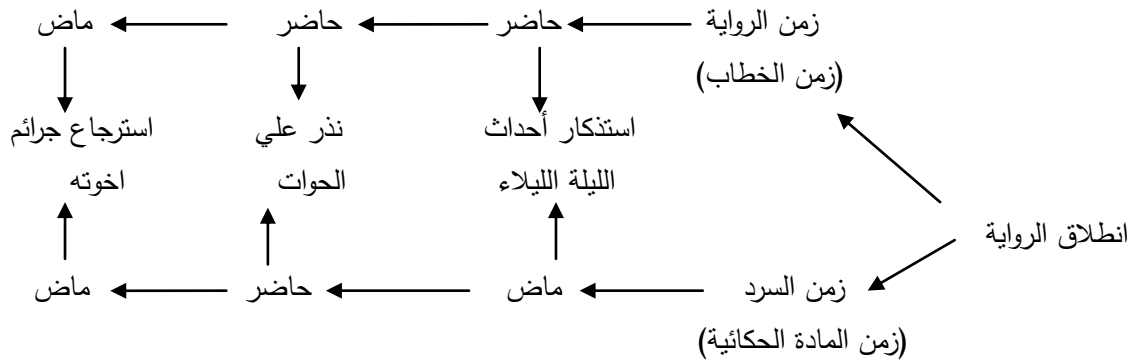 زمن الرواية حاضر حاضر ماض
(زمن الخطاب)
استذكار أحداث نذر علي استرجاع جرائم
الليلة الليلاء الحوات اخوته
انطلاق الرواية
زمن السرد ماض حاضر ماض
(زمن المادة الحكائية)